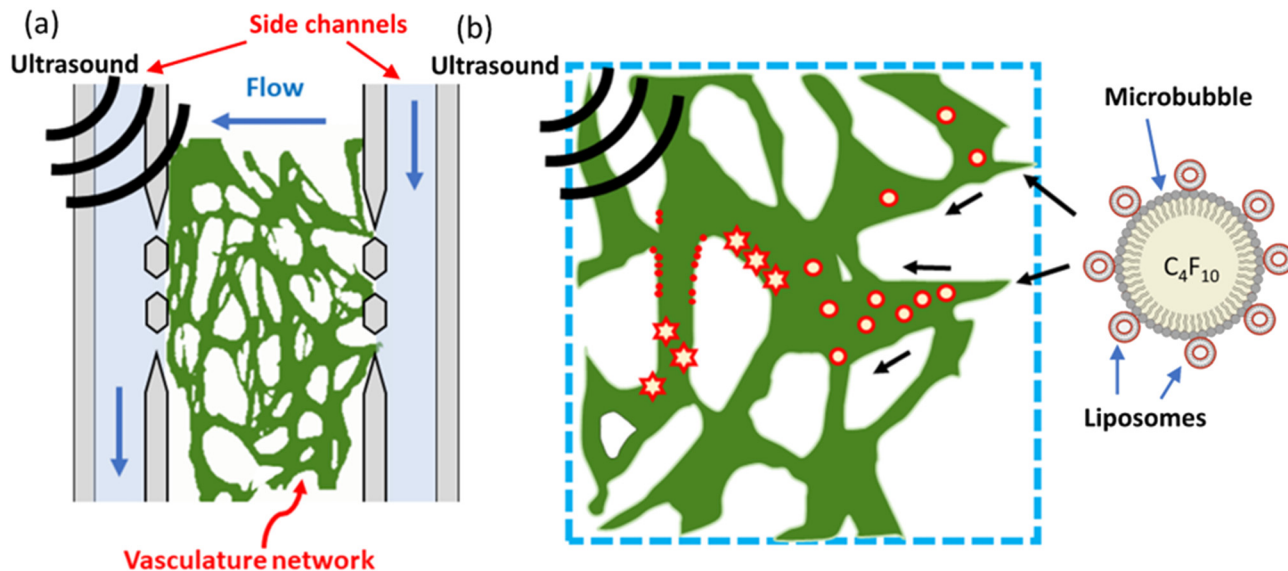 (a)
Side channels
(b)
Ultrasound
Ultrasound
Flow
Microbubble
C₄F₁₀
Liposomes
Vasculature network